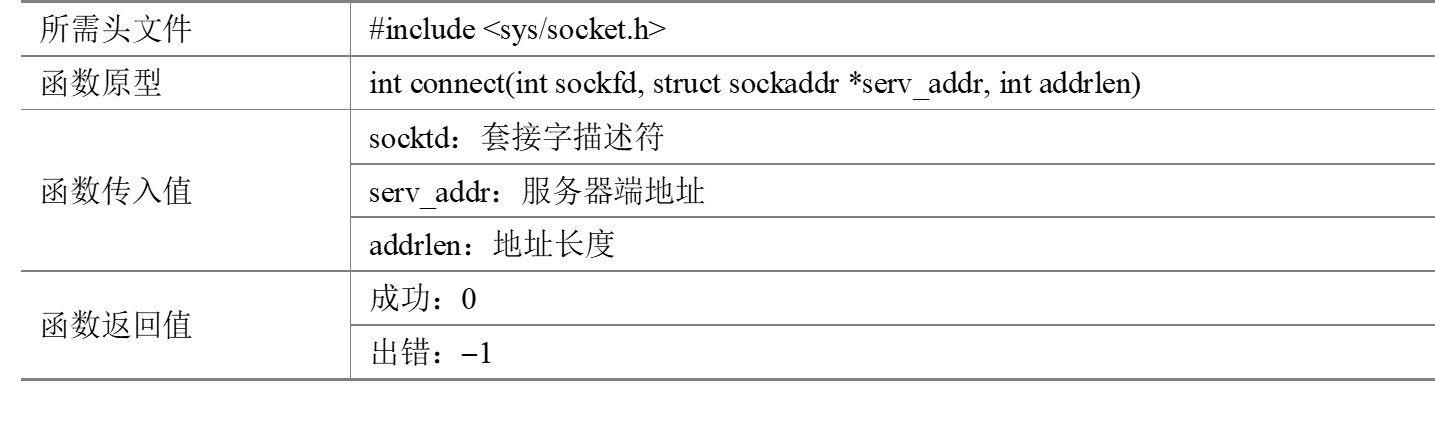 所需头文件
#include <sys/socket.h>
函数原型
int connect(int sockfd, struct sockaddr *serv_addr, int addrlen)
函数传入值
socktd：套接字描述符
serv_addr：服务器端地址
addrlen：地址长度
函数返回值
成功：0
出错：–1